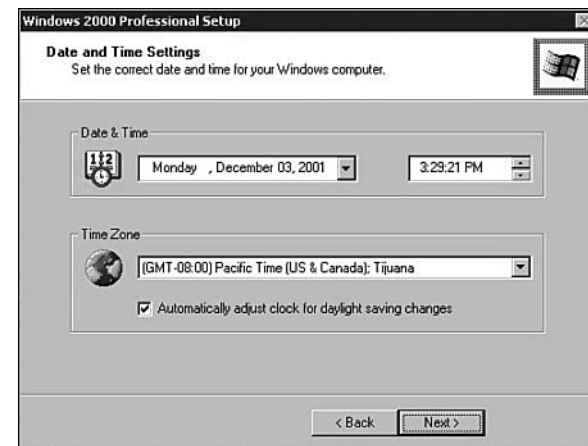 Windows 2000 Professional Setup
Date and Time Settings
Set the correct date and time for your Windows computer.
Date & Time
Monday , December 03, 2001
3:29:21 PM
Time Zone
(GMT-08:00) Pacific Time (US & Canada); Tijuana
Automatically adjust clock for daylight saving changes
< Back
Next >